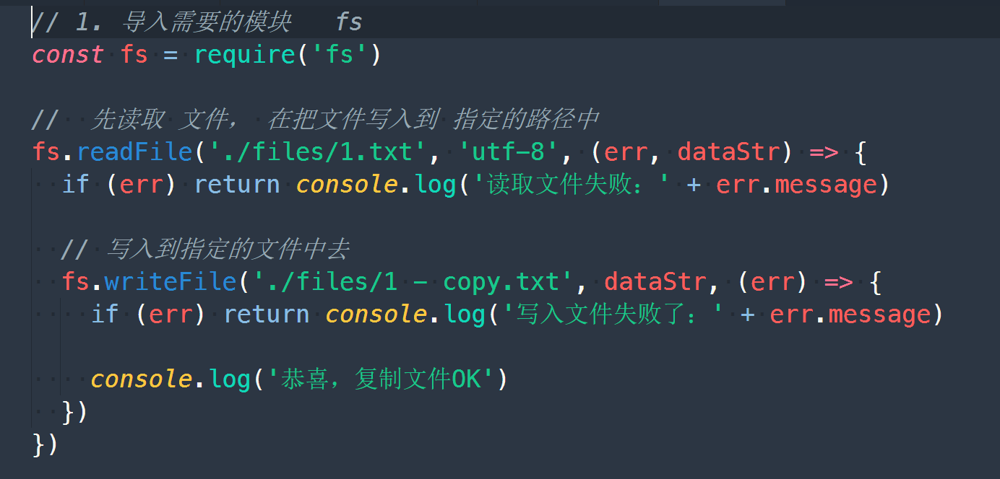 // 1. 导入需要的模块   fs
const fs = require('fs')
//  先读取 文件， 在把文件写入到 指定的路径中
fs.readFile('./files/1.txt', 'utf-8', (err, dataStr) => {
  if (err) return console.log('读取文件失败：' + err.message)
  // 写入到指定的文件中去
  fs.writeFile('./files/1 - copy.txt', dataStr, (err) => {
    if (err) return console.log('写入文件失败了：' + err.message)
    console.log('恭喜，复制文件OK')
  })
})